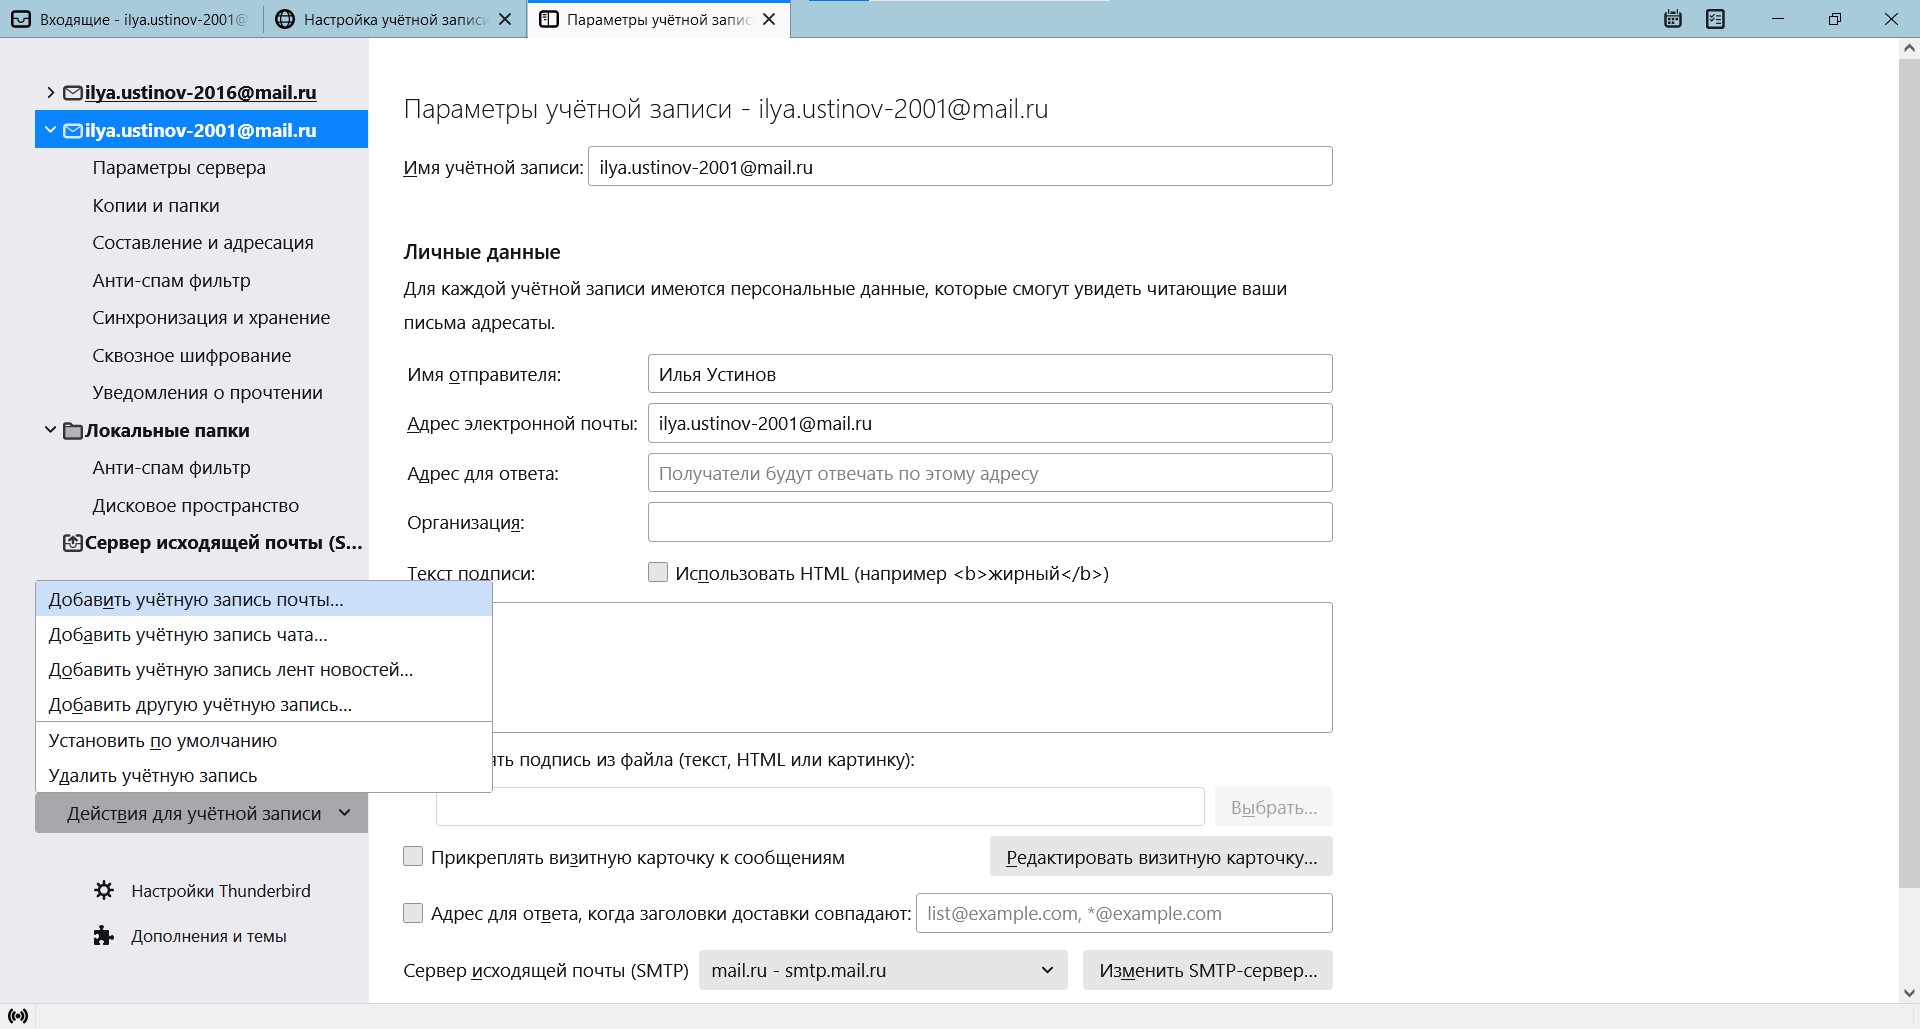 Входящие - ilya.ustinov-2001@
Настройка учётной записи
Параметры учётной запис
ilya.ustinov-2016@mail.ru
ilya.ustinov-2001@mail.ru
Параметры сервера
Копии и папки
Составление и адресация
Анти-спам фильтр
Синхронизация и хранение
Сквозное шифрование
Уведомления о прочтении
Локальные папки
Анти-спам фильтр
Дисковое пространство
Сервер исходящей почты (S...
Добавить учётную запись почты...
Добавить учётную запись чата...
Добавить учётную запись лент новостей...
Добавить другую учётную запись...
Установить по умолчанию
Удалить учётную запись
Действия для учётной записи
Настройки Thunderbird
Дополнения и темы
Параметры учётной записи - ilya.ustinov-2001@mail.ru
Имя учётной записи: ilya.ustinov-2001@mail.ru
Личные данные
Для каждой учётной записи имеются персональные данные, которые смогут увидеть читающие ваши
письма адресаты.
Имя отправителя: Илья Устинов
Адрес электронной почты: ilya.ustinov-2001@mail.ru
Адрес для ответа: Получатели будут отвечать по этому адресу
Организация:
Текст подписи: Использовать HTML (например <b>жирный</b>)
ять подпись из файла (текст, HTML или картинку):
Выбрать...
Прикреплять визитную карточку к сообщениям
Редактировать визитную карточку...
Адрес для ответа, когда заголовки доставки совпадают: list@example.com, *@example.com
Сервер исходящей почты (SMTP) mail.ru - smtp.mail.ru Изменить SMTP-сервер...